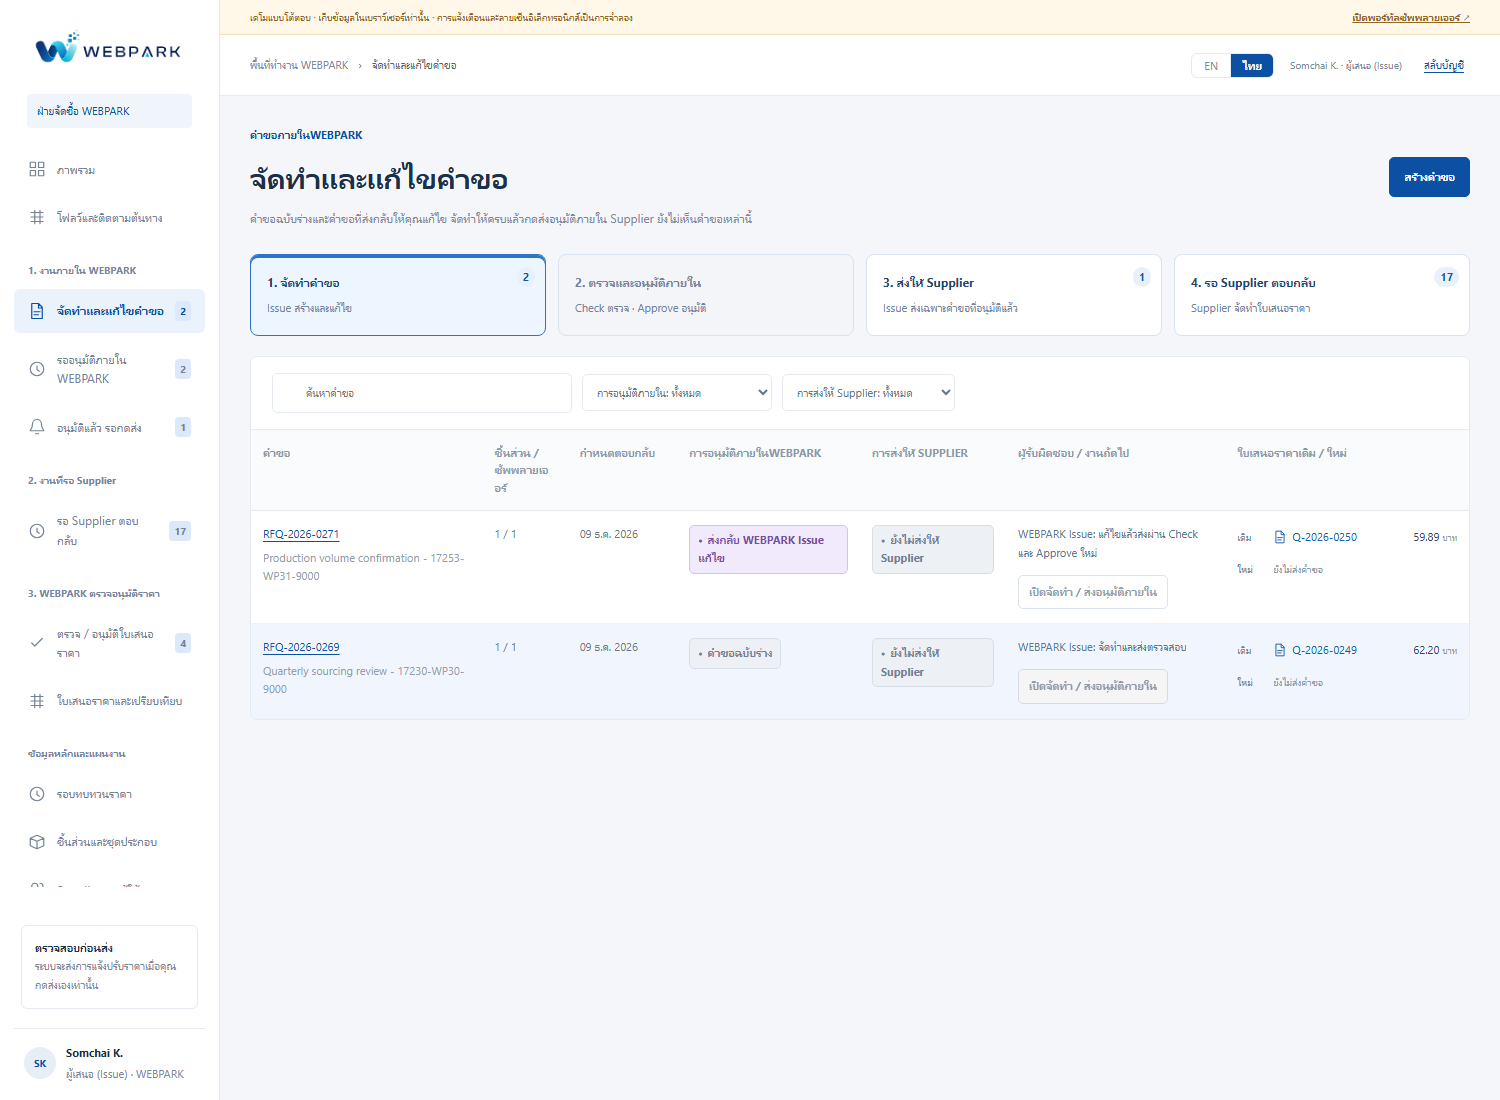 เดโมแบบโต้ตอบ · เก็บข้อมูลในเบราว์เซอร์เท่านั้น · การแจ้งเตือนและลายเซ็นอิเล็กทรอนิกส์เป็นการจำลอง
เปิดพอร์ทัลซัพพลายเออร์ ↗
WEBPARK
พื้นที่ทำงาน WEBPARK › จัดทำและแก้ไขคำขอ
EN ไทย
Somchai K. · ผู้เสนอ (Issue)
สลับบัญชี
ฝ่ายจัดซื้อ WEBPARK
ภาพรวม
โฟลว์และติดตามต้นทาง
1. งานภายใน WEBPARK
จัดทำและแก้ไขคำขอ 2
รออนุมัติภายใน
WEBPARK
2
อนุมัติแล้ว รอกดส่ง 1
2. งานที่รอ Supplier
รอ Supplier ตอบ
กลับ
17
3. WEBPARK ตรวจอนุมัติราคา
ตรวจ / อนุมัติใบเสนอ
ราคา
4
ใบเสนอราคาและเปรียบเทียบ
ข้อมูลหลักและแผนงาน
รอบทบทวนราคา
ชิ้นส่วนและชุดประกอบ
ตรวจสอบก่อนส่ง
ระบบจะส่งการแจ้งปรับราคาเมื่อคุณ
กดส่งเองเท่านั้น
SK
Somchai K.
ผู้เสนอ (Issue) · WEBPARK
คำขอภายในWEBPARK
จัดทำและแก้ไขคำขอ
สร้างคำขอ
คำขอฉบับร่างและคำขอที่ส่งกลับให้คุณแก้ไข จัดทำให้ครบแล้วกดส่งอนุมัติภายใน Supplier ยังไม่เห็นคำขอเหล่านี้
1. จัดทำคำขอ 2
Issue สร้างและแก้ไข
2. ตรวจและอนุมัติภายใน
Check ตรวจ · Approve อนุมัติ
3. ส่งให้ Supplier 1
Issue ส่งเฉพาะคำขอที่อนุมัติแล้ว
4. รอ Supplier ตอบกลับ 17
Supplier จัดทำใบเสนอราคา
ค้นหาคำขอ
การอนุมัติภายใน: ทั้งหมด
การส่งให้ Supplier: ทั้งหมด
คำขอ
ชิ้นส่วน /
ซัพพลายเอ
อร์
กำหนดตอบกลับ
การอนุมัติภายในWEBPARK
การส่งให้ SUPPLIER
ผู้รับผิดชอบ / งานถัดไป
ใบเสนอราคาเดิม / ใหม่
RFQ-2026-0271
Production volume confirmation - 17253-
WP31-9000
1 / 1
09 ธ.ค. 2026
• ส่งกลับ WEBPARK Issue
แก้ไข
• ยังไม่ส่งให้
Supplier
WEBPARK Issue: แก้ไขแล้วส่งผ่าน Check
และ Approve ใหม่
เปิดจัดทำ / ส่งอนุมัติภายใน
เดิม Q-2026-0250 59.89 บาท
ใหม่ ยังไม่ส่งคำขอ
RFQ-2026-0269
Quarterly sourcing review - 17230-WP30-
9000
1 / 1
09 ธ.ค. 2026
• คำขอฉบับร่าง
• ยังไม่ส่งให้
Supplier
WEBPARK Issue: จัดทำและส่งตรวจสอบ
เปิดจัดทำ / ส่งอนุมัติภายใน
เดิม Q-2026-0249 62.20 บาท
ใหม่ ยังไม่ส่งคำขอ